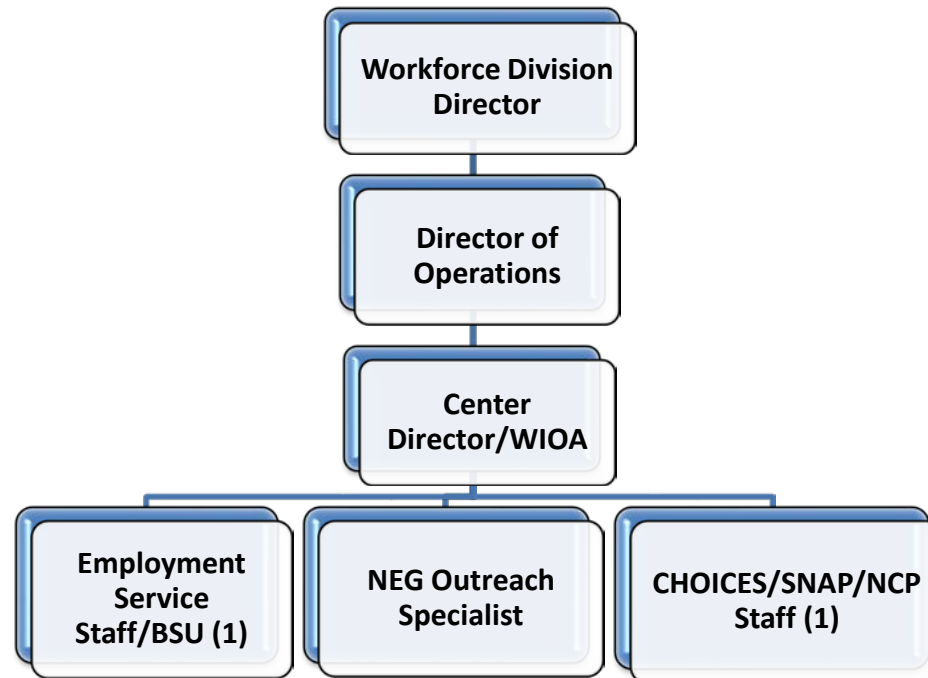 Workforce Division
Director
Director of
Operations
Center
Director/WIOA
Employment
Service
Staff/BSU (1)
NEG Outreach
Specialist
CHOICES/SNAP/NCP
Staff (1)